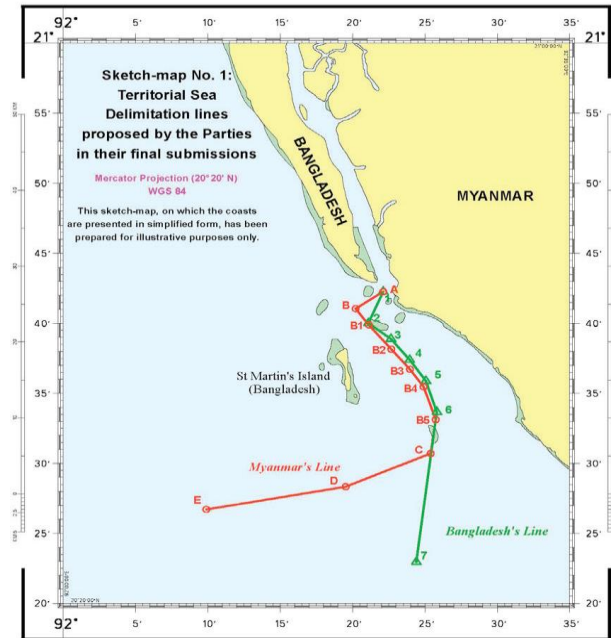 5' 10' 15' 20' 25' 30' 35'
21° 21°
Sketch-map No. 1:
Territorial Sea
Delimitation lines
proposed by the Parties
in their final submissions
Mercator Projection (20°20' N)
WGS 84
This sketch-map, on which the coasts
are presented in simplified form, has been
prepared for illustrative purposes only.
BANGLADESH
MYANMAR
55' 55'
50' 50'
45' 45'
A
1
B
40' 40'
2
B1
3
B2
4
B3
5
B4
St Martin's Island
(Bangladesh)
35' 35'
6
B5
C
30' 30'
Myanmar's Line
D
E
Bangladesh's Line
25' 25'
7
20' 20'
92° 92°
5' 10' 15' 20' 25' 30' 35'